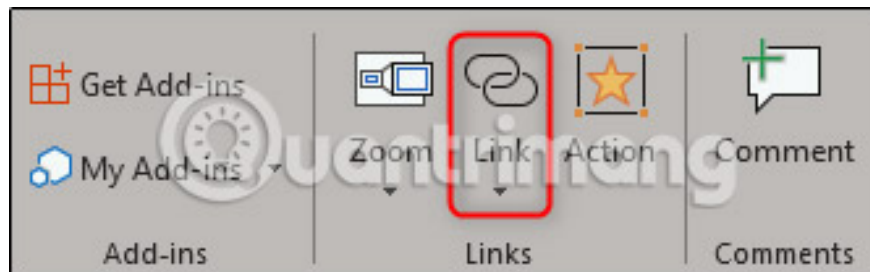 Get Add-ins
My Add-ins
Add-ins
Zoom
Link
Action
Links
Comment
Comments
Quantrimang